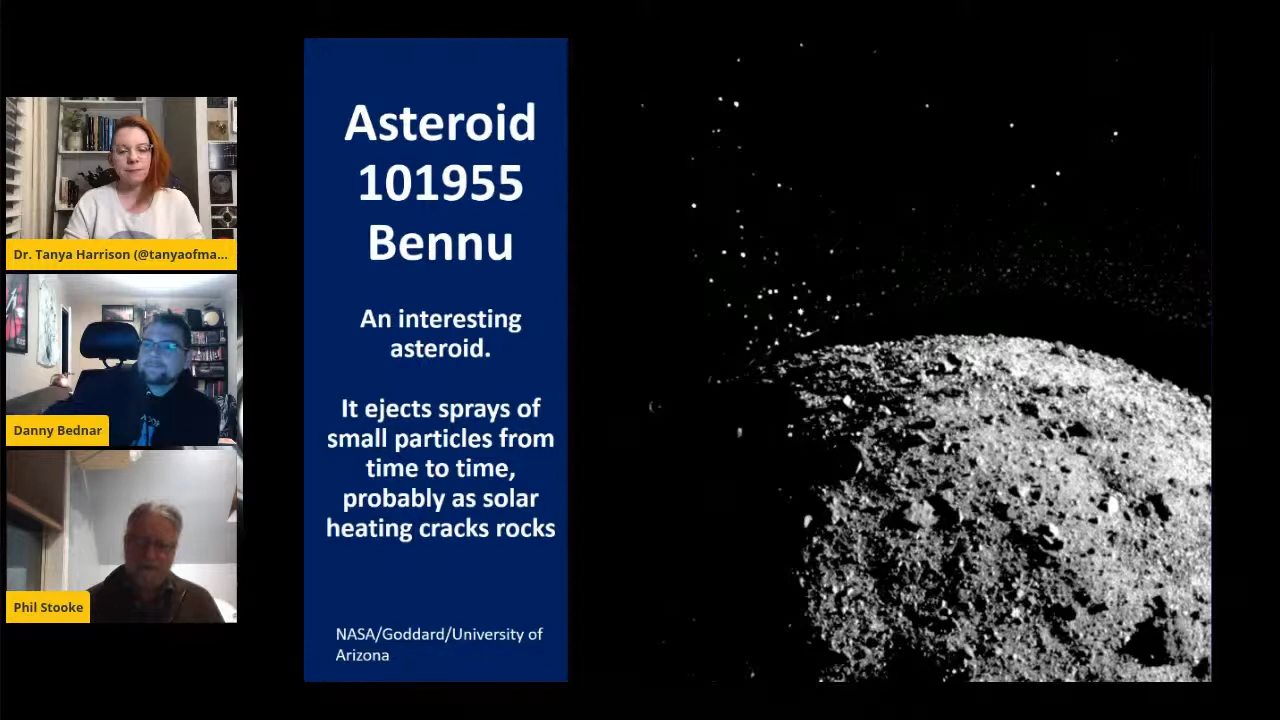 Dr. Tanya Harrison (@tanyaofma...
Danny Bednar
Phil Stooke
Asteroid
101955
Bennu
An interesting
asteroid.
It ejects sprays of
small particles from
time to time,
probably as solar
heating cracks rocks
NASA/Goddard/University of
Arizona